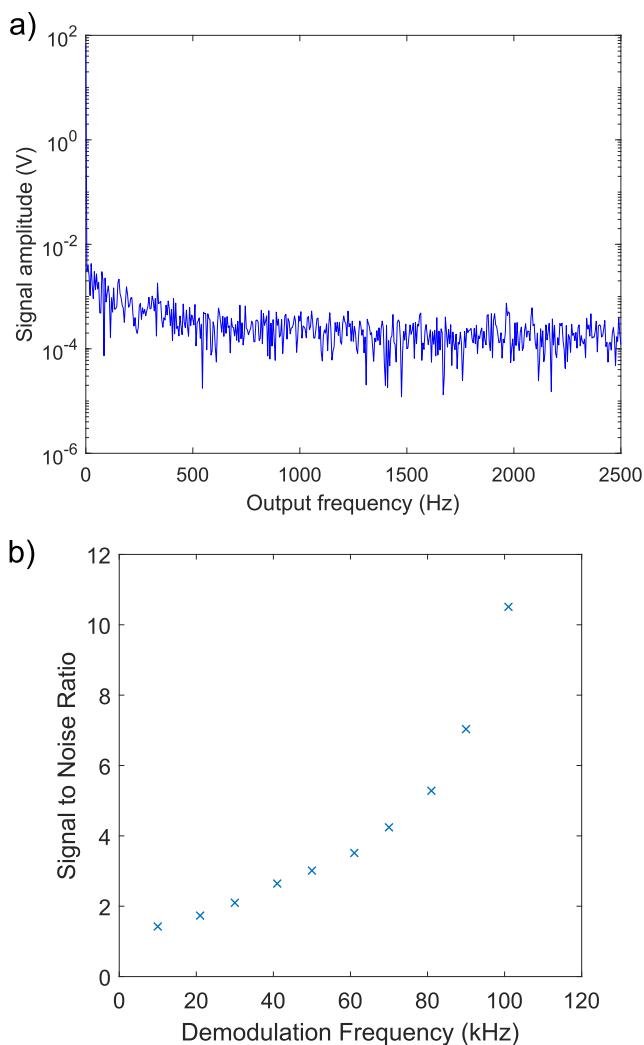 a)
10^2
10^0
10^-2
10^-4
10^-6
Signal amplitude (V)
0 500 1000 1500 2000 2500
Output frequency (Hz)
b)
12
10
8
6
4
2
0
Signal to Noise Ratio
0 20 40 60 80 100 120
Demodulation Frequency (kHz)